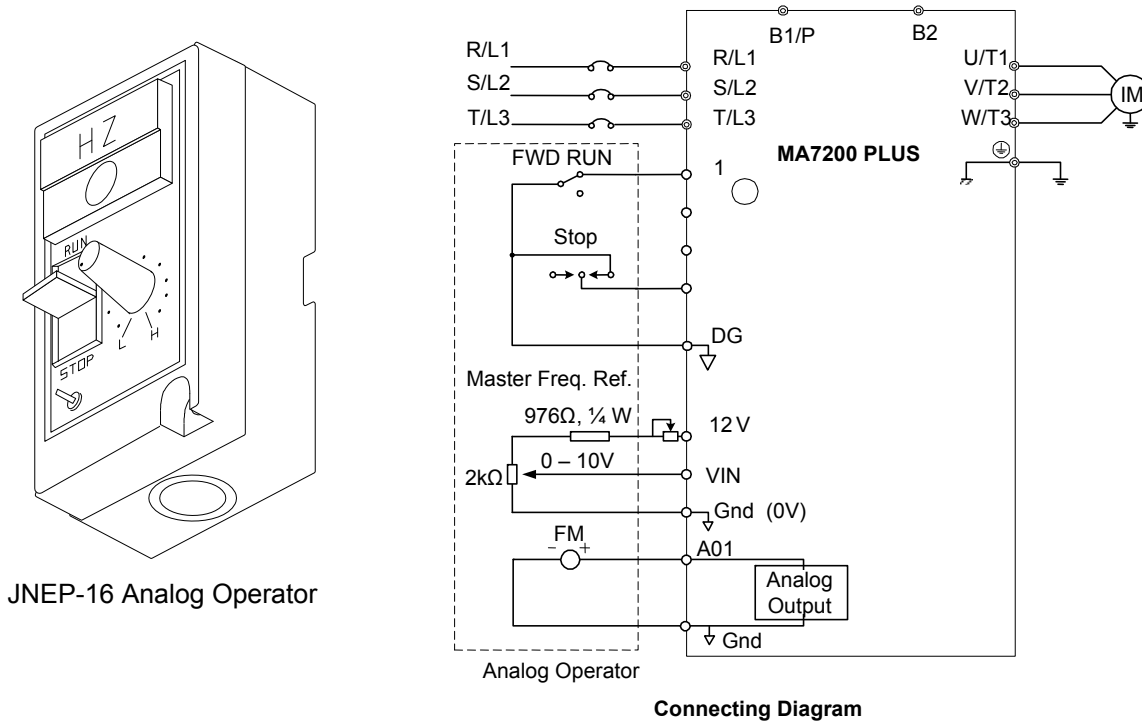 HZ
RUN
L
H
STOP
JNEP-16 Analog Operator
B1/P
B2
R/L1
S/L2
T/L3
R/L1
S/L2
T/L3
U/T1
V/T2
W/T3
IM
MA7200 PLUS
FWD RUN
1
Stop
DG
Master Freq. Ref.
976Ω, ¼ W
12 V
2kΩ
0 – 10V
VIN
Gnd (0V)
FM
- +
A01
Analog
Output
Gnd
Analog Operator
Connecting Diagram